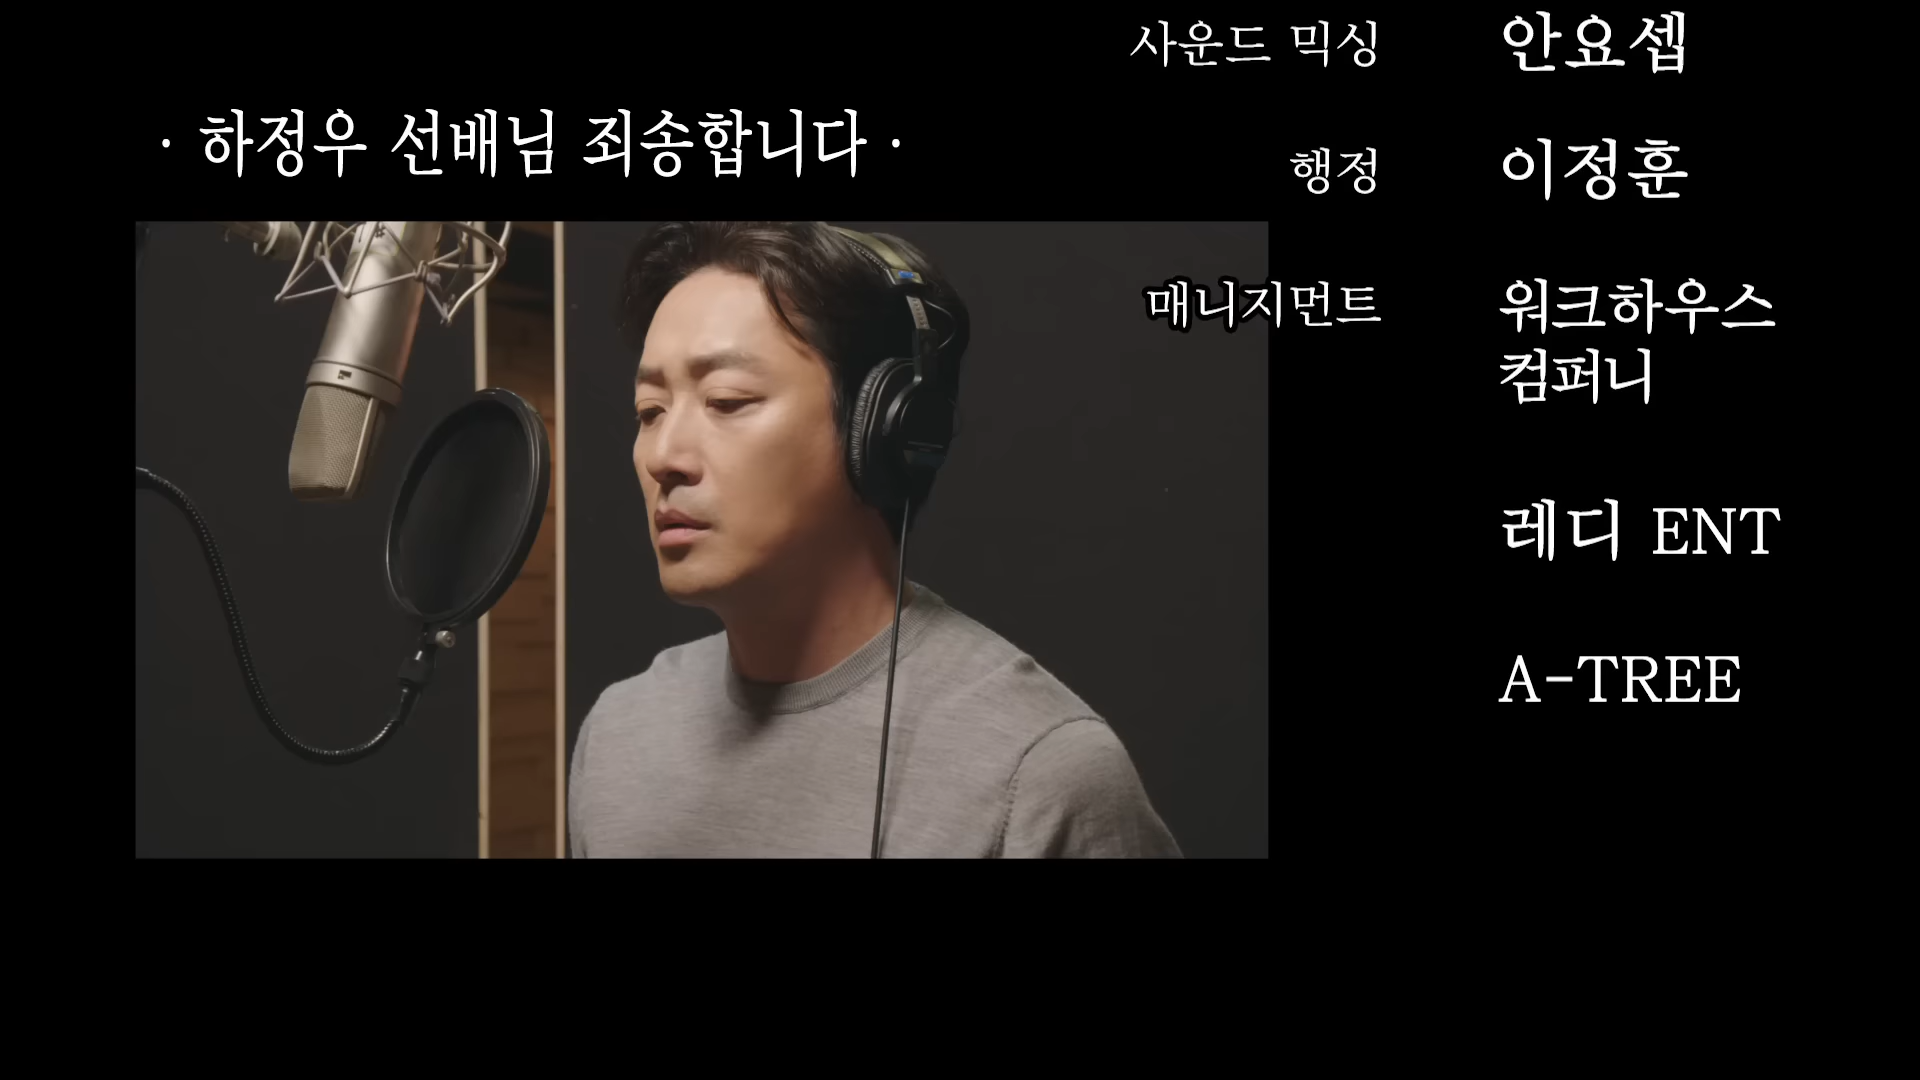 사운드 믹싱 안요셉
· 하정우 선배님 죄송합니다 ·
행정 이정훈
매니지먼트 워크하우스
컴퍼니
레디 ENT
A-TREE